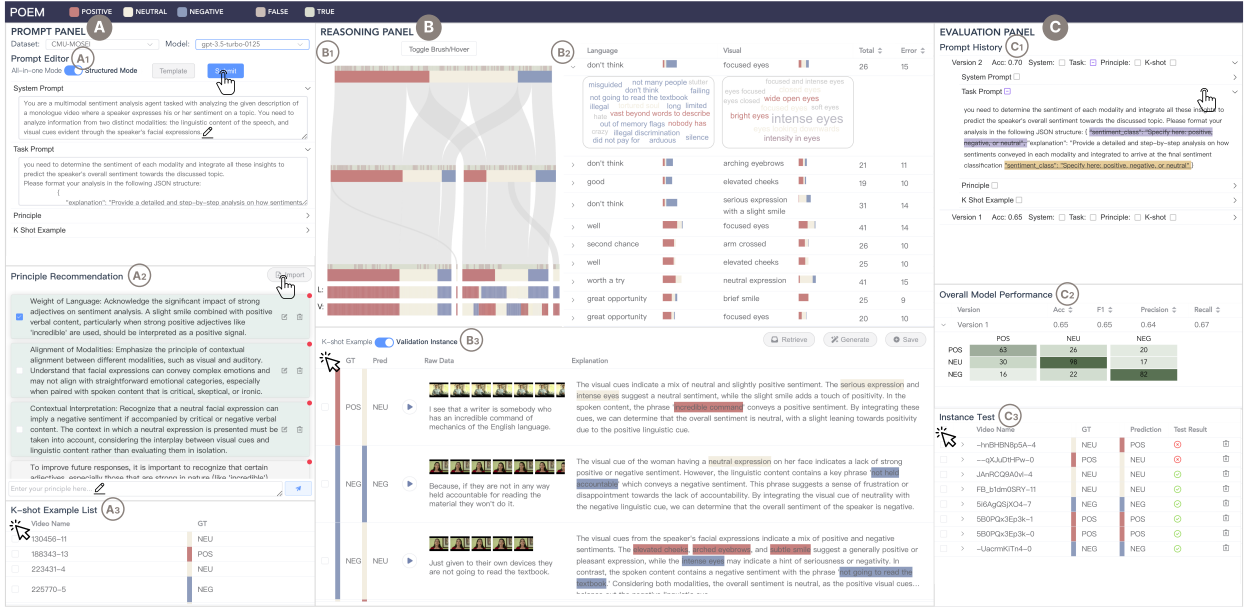 POEM POSITIVE NEUTRAL NEGATIVE FALSE TRUE
PROMPT PANEL A
Dataset: CMU-MOSEI Model: gpt-3.5-turbo-0125
Prompt Editor A1
All-in-one Mode Structured Mode Template Submit
System Prompt
You are a multimodal sentiment analysis agent tasked with analyzing the given description of
a monologue video where a speaker expresses his or her sentiment on a topic. You need to
analyze information from two distinct modalities: the linguistic content of the speech, and
visual cues evident through the speaker's facial expressions.
Task Prompt
you need to determine the sentiment of each modality and integrate all these insights to
predict the speaker's overall sentiment towards the discussed topic.
Please format your analysis in the following JSON structure:
{
"explanation": "Provide a detailed and step-by-step analysis on how sentiments
Principle
K Shot Example
Principle Recommendation A2 Import
Weight of Language: Acknowledge the significant impact of strong
adjectives on sentiment analysis. A slight smile combined with positive
verbal content, particularly when strong positive adjectives like
'incredible' are used, should be interpreted as a positive signal.
Alignment of Modalities: Emphasize the principle of contextual
alignment between different modalities, such as visual and auditory.
Understand that facial expressions can convey complex emotions and
may not align with straightforward emotional categories, especially
when paired with spoken content that is critical, skeptical, or ironic.
Contextual Interpretation: Recognize that a neutral facial expression can
imply a negative sentiment if accompanied by critical or negative verbal
content. The context in which a neutral expression is presented must be
taken into account, considering the interplay between visual cues and
linguistic content rather than evaluating them in isolation.
To improve future responses, it is important to recognize that certain
adjectives, especially those that are strong in nature (like 'incredible')
Enter your principle here
K-shot Example List A3
Video Name GT
130456-11 NEU
188343-13 POS
223431-4 NEU
225770-5 NEG
REASONING PANEL B
B1 Toggle Brush/Hover B2
L:
V:
Language Visual Total Error
don't think focused eyes 26 15
misguided not many people stutter
don't think failing
not going to read the textbook
illegal long limited
hate vast beyond words to describe
out of memory flags nobody has
crazy illegal discrimination
did not pay for arduous silence
focused and intense eyes
eyes focused
eyes closed wide open eyes
soft eyes
bright eyes intense eyes
eyes looking downwards
intensity in eyes
don't think arching eyebrows 21 11
good elevated cheeks 19 10
don't think serious expression with a slight smile 31 14
well focused eyes 41 14
second chance arm crossed 26 10
well focused eyes 25 10
worth a try neutral expression 41 15
great opportunity brief smile 25 9
great opportunity focused eyes 20 10
K-shot Example Validation Instance B3 Retrieve Generate Save
GT Pred Raw Data Explanation
POS NEU
I see that a writer is somebody who
has an incredible command of
mechanics of the English language.
The visual cues indicate a mix of neutral and slightly positive sentiment. The serious expression and
intense eyes suggest a neutral sentiment, while the slight smile adds a touch of positivity. In the
spoken content, the phrase 'incredible command' conveys a positive sentiment. By integrating these
cues, we can determine that the overall sentiment is neutral, with a slight leaning towards positivity
due to the positive linguistic cue.
NEG NEU
Because, if they are not in any way
held accountable for reading the
material they won't do it.
The visual cue of the woman having a neutral expression on her face indicates a lack of strong
positive or negative sentiment. However, the linguistic content contains a key phrase 'not held
accountable' which conveys a negative sentiment. This phrase suggests a sense of frustration or
disappointment towards the lack of accountability. By integrating the visual cue of neutrality with
the negative linguistic cue, we can determine that the overall sentiment of the speaker is negative.
NEG NEU
Just given to their own devices they
are not going to read the textbook.
The visual cues from the speaker's facial expressions indicate a mix of positive and negative
sentiments. The elevated cheeks, arched eyebrows, and subtle smile suggest a generally positive or
pleasant expression, while the intense eyes may indicate a hint of seriousness or negativity. In
contrast, the spoken content contains a negative sentiment with the phrase 'not going to read the
textbook.' Considering both modalities, the overall sentiment is neutral, as the positive visual cues...
EVALUATION PANEL C
Prompt History C1
Version 2 Acc: 0.70 System: Task: Principle: K-shot
System Prompt
Task Prompt
you need to determine the sentiment of each modality and integrate all these insights to
predict the speaker's overall sentiment towards the discussed topic. Please format your
analysis in the following JSON structure: { "sentiment_class": "Specify here: positive,
negative, or neutral", "explanation": "Provide a detailed and step-by-step analysis on how
sentiments conveyed in each modality and integrated to arrive at the final sentiment
classification "sentiment_class": "Specify here: positive, negative, or neutral",}
Principle
K Shot Example
Version 1 Acc: 0.65 System: Task: Principle: K-shot
Overall Model Performance C2
Version Acc F1 Precision Recall
Version 1 0.65 0.65 0.64 0.67
POS NEU NEG
POS 63 26 20
NEU 30 98 17
NEG 16 22 82
Instance Test C3
Video Name GT Prediction Test Result
-hnBHBN8p5A-4 NEU POS
--qXJuDtHPw-0 POS NEU
JAnRCQ9A0vI-4 NEU NEU
FB_b1dm0SRY-11 NEU NEU
5i6AgQSjXO4-7 NEG NEG
5B0PQx3Ep3k-1 POS POS
5B0PQx3Ep3k-0 POS POS
-UacrmKiTn4-0 NEG NEG